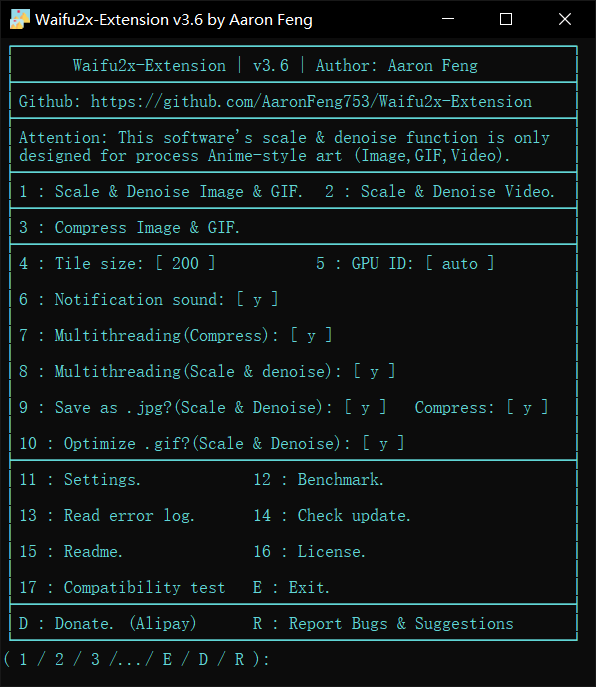 Waifu2x-Extension v3.6 by Aaron Feng
Waifu2x-Extension | v3.6 | Author: Aaron Feng
Github: https://github.com/AaronFeng753/Waifu2x-Extension
Attention: This software's scale & denoise function is only
designed for process Anime-style art (Image,GIF,Video).
1 : Scale & Denoise Image & GIF.  2 : Scale & Denoise Video.
3 : Compress Image & GIF.
4 : Tile size: [ 200 ]  5 : GPU ID: [ auto ]
6 : Notification sound: [ y ]
7 : Multithreading(Compress): [ y ]
8 : Multithreading(Scale & denoise): [ y ]
9 : Save as .jpg?(Scale & Denoise): [ y ]  Compress: [ y ]
10 : Optimize .gif?(Scale & Denoise): [ y ]
11 : Settings.  12 : Benchmark.
13 : Read error log.  14 : Check update.
15 : Readme.  16 : License.
17 : Compatibility test  E : Exit.
D : Donate. (Alipay)  R : Report Bugs & Suggestions
( 1 / 2 / 3 /.../ E / D / R ):